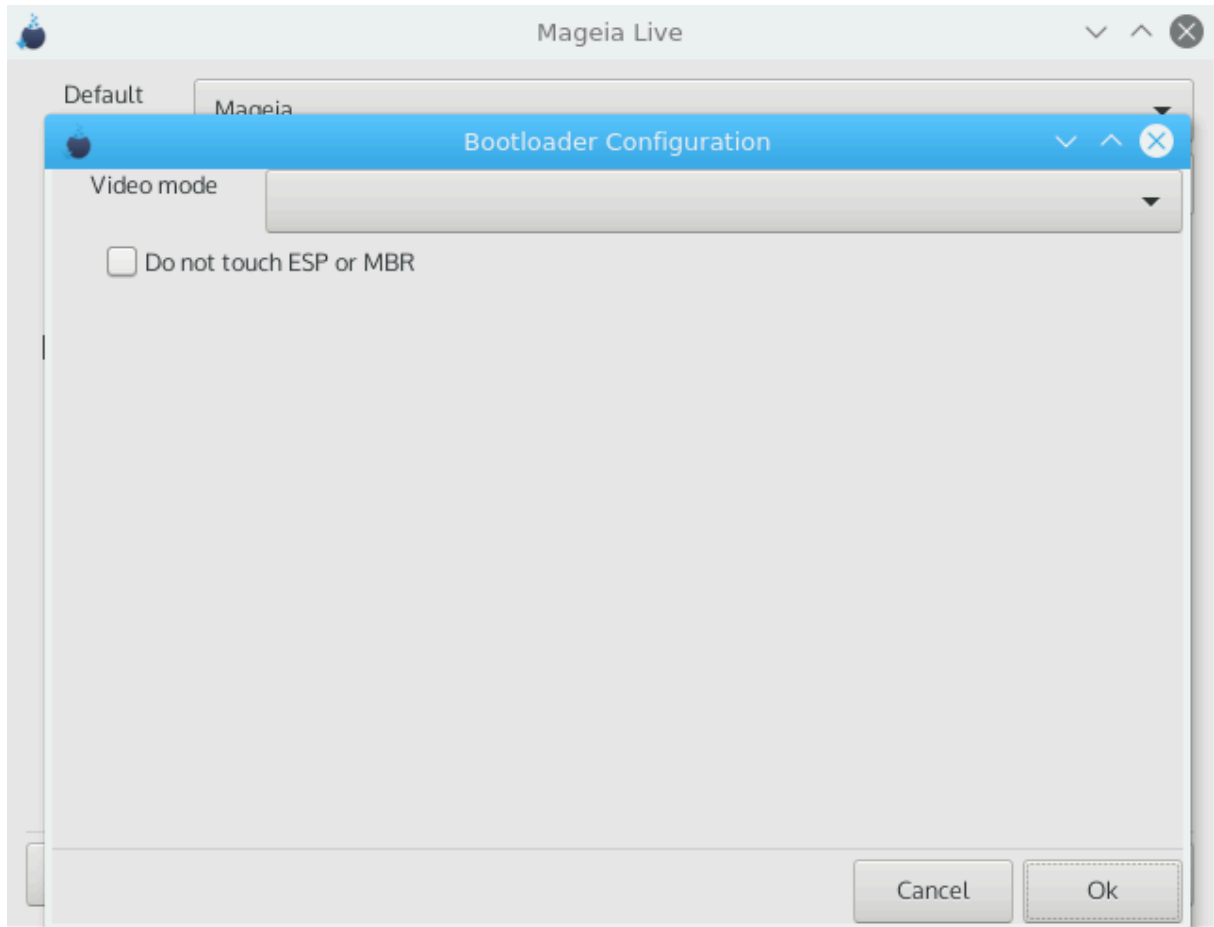 Mageia Live
Default
Mageia
Bootloader Configuration
Video mode
Do not touch ESP or MBR
Cancel Ok